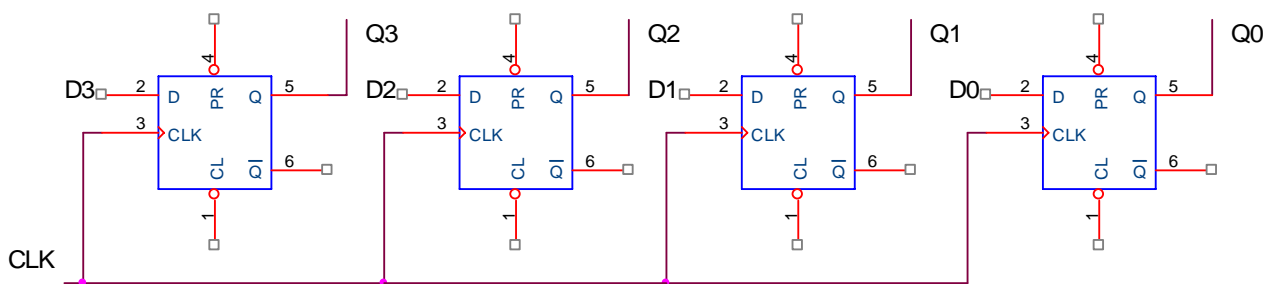 Q3 Q2 Q1 Q0
4 4 4 4
D3 2 D PR Q 5 D2 2 D PR Q 5 D1 2 D PR Q 5 D0 2 D PR Q 5
3 CLK 3 CLK 3 CLK 3 CLK
CL Q 6 CL Q 6 CL Q 6 CL Q 6
1 1 1 1
CLK